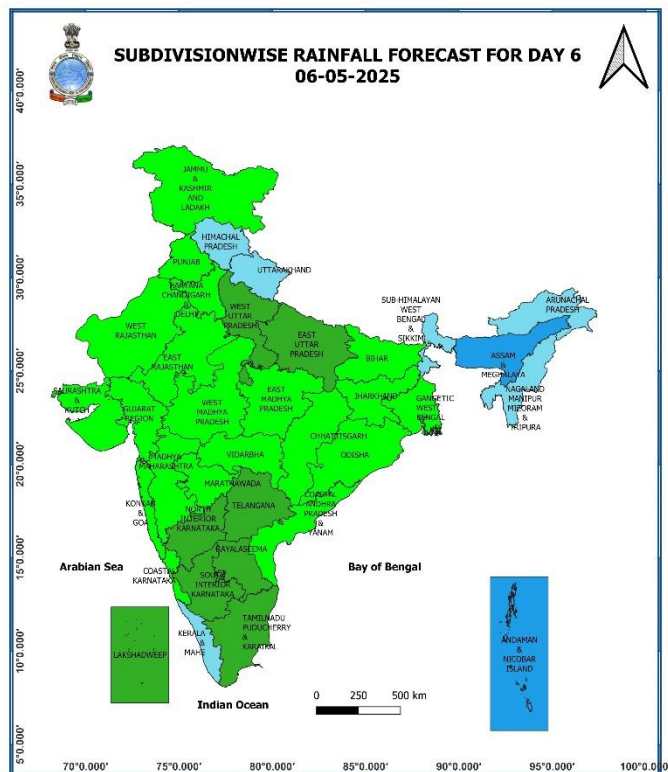 SUBDIVISIONWISE RAINFALL FORECAST FOR DAY 6
06-05-2025
40°0.000'
35°0.000'
30°0.000'
25°0.000'
20°0.000'
15°0.000'
10°0.000'
5°0.000'
JAMMU
&
KASHMIR
AND
LADAKH
HIMACHAL
PRADESH
PUNJAB
UTTARAKHAND
HARYANA
CHANDIGARH
&
DELHI
WEST
UTTAR
PRADESH
SUB-HIMALAYAN
WEST
BENGAL
&
SIKKIM
ARUNACHAL
PRADESH
WEST
RAJASTHAN
EAST
RAJASTHAN
EAST
UTTAR
PRADESH
BIHAR
ASSAM
&
MEGHALAYA
SAURASHTRA
&
KUTCH
GUJARAT
REGION
WEST
MADHYA
PRADESH
EAST
MADHYA
PRADESH
JHARKHAND
GANGETIC
WEST
BENGAL
NAGALAND
MANIPUR
MIZORAM
&
TRIPURA
CHHATTISGARH
MADHYA
MAHARASHTRA
VIDARBHA
ODISHA
MARATHAWADA
KONKAN
&
GOA
NORTH
INTERIOR
KARNATAKA
TELANGANA
COASTAL
ANDHRA
PRADESH
&
YANAM
RAYALASEEMA
Arabian Sea
COASTAL
KARNATAKA
SOUTH
INTERIOR
KARNATAKA
Bay of Bengal
KERALA
&
MAHE
TAMILNADU
PUDUCHERRY
&
KARAIKAL
LAKSHADWEEP
ANDAMAN
&
NICOBAR
ISLAND
Indian Ocean
0 250 500 km
70°0.000' 75°0.000' 80°0.000' 85°0.000' 90°0.000' 95°0.000' 100°0.000'